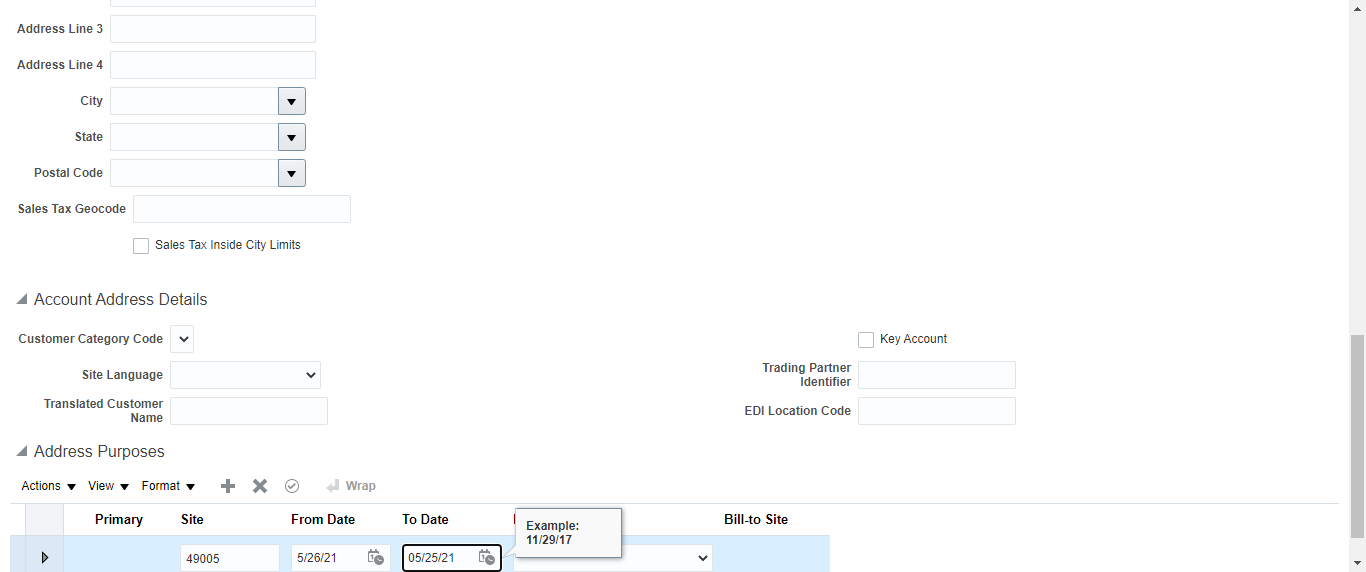 Address Line 3
Address Line 4
City
State
Postal Code
Sales Tax Geocode
Sales Tax Inside City Limits
Account Address Details
Customer Category Code
Key Account
Site Language
Trading Partner
Identifier
Translated Customer
Name
EDI Location Code
Address Purposes
Actions View Format Wrap
Primary Site From Date To Date Bill-to Site
Example:
11/29/17
49005 5/26/21 05/25/21